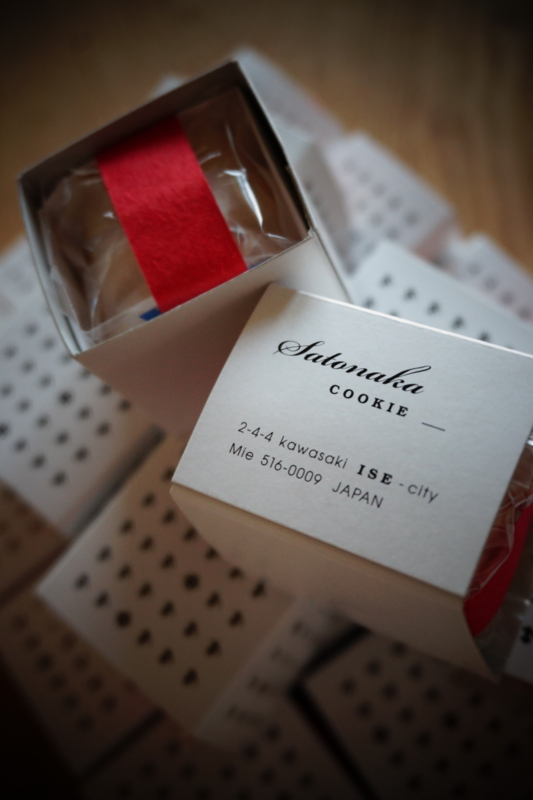 Satonaka
COOKIE
2-4-4 kawasaki ISE-city
Mie 516-0009 JAPAN